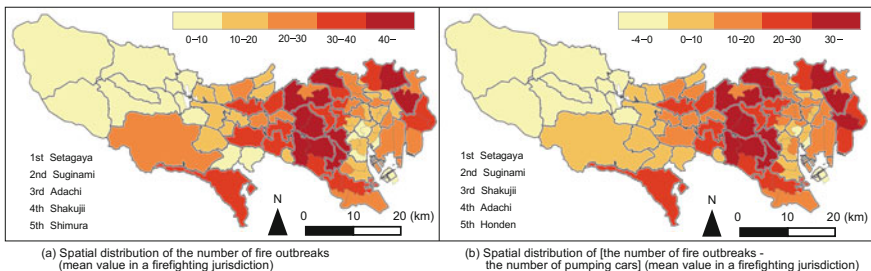 0–10 10–20 20–30 30–40 40–
1st Setagaya
2nd Suginami
3rd Adachi
4th Shakujii
5th Shimura
N
0 10 20 (km)
(a) Spatial distribution of the number of fire outbreaks
(mean value in a firefighting jurisdiction)
-4–0 0–10 10–20 20–30 30–
1st Setagaya
2nd Suginami
3rd Shakujii
4th Adachi
5th Honden
N
0 10 20 (km)
(b) Spatial distribution of [the number of fire outbreaks -
the number of pumping cars] (mean value in a firefighting jurisdiction)